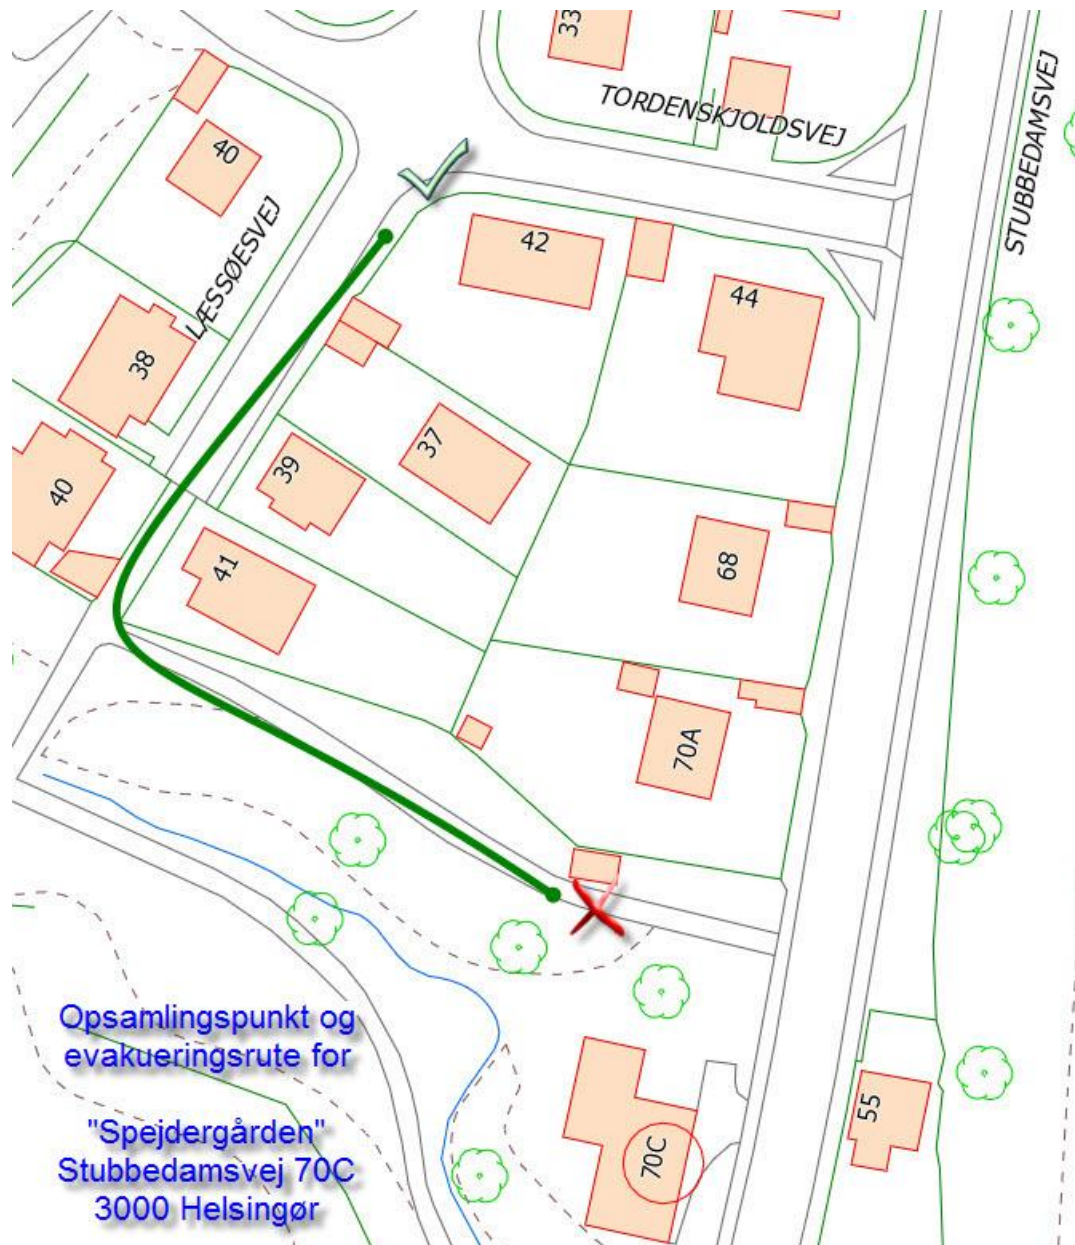 33
TORDENSKJOLDSVEJ
STUBBEDAMSVEJ
40
LÆSSØESVEJ
42
44
38
37
39
40
41
68
70A
Opsamlingspunkt og
evakueringsrute for
"Spejdergården"
Stubbedamsvej 70C
3000 Helsingør
70C
55